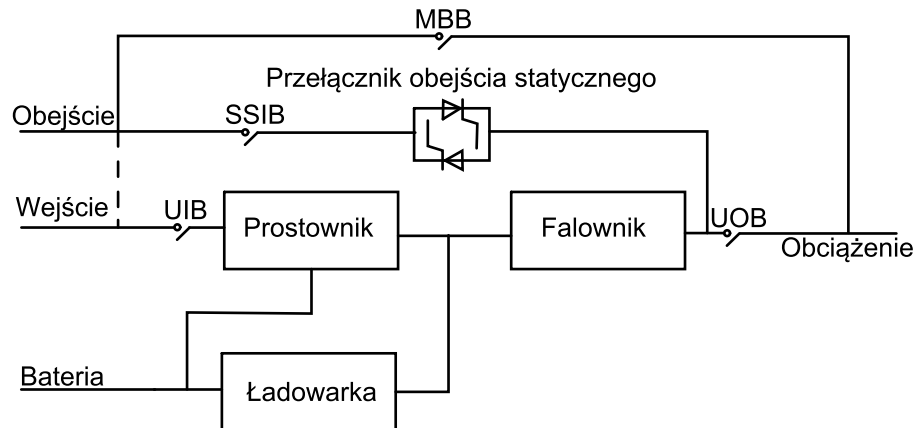 MBB
Przełącznik obejścia statycznego
Obejście
SSIB
Wejście
UIB
Prostownik
Falownik
UOB
Obciążenie
Bateria
Ładowarka